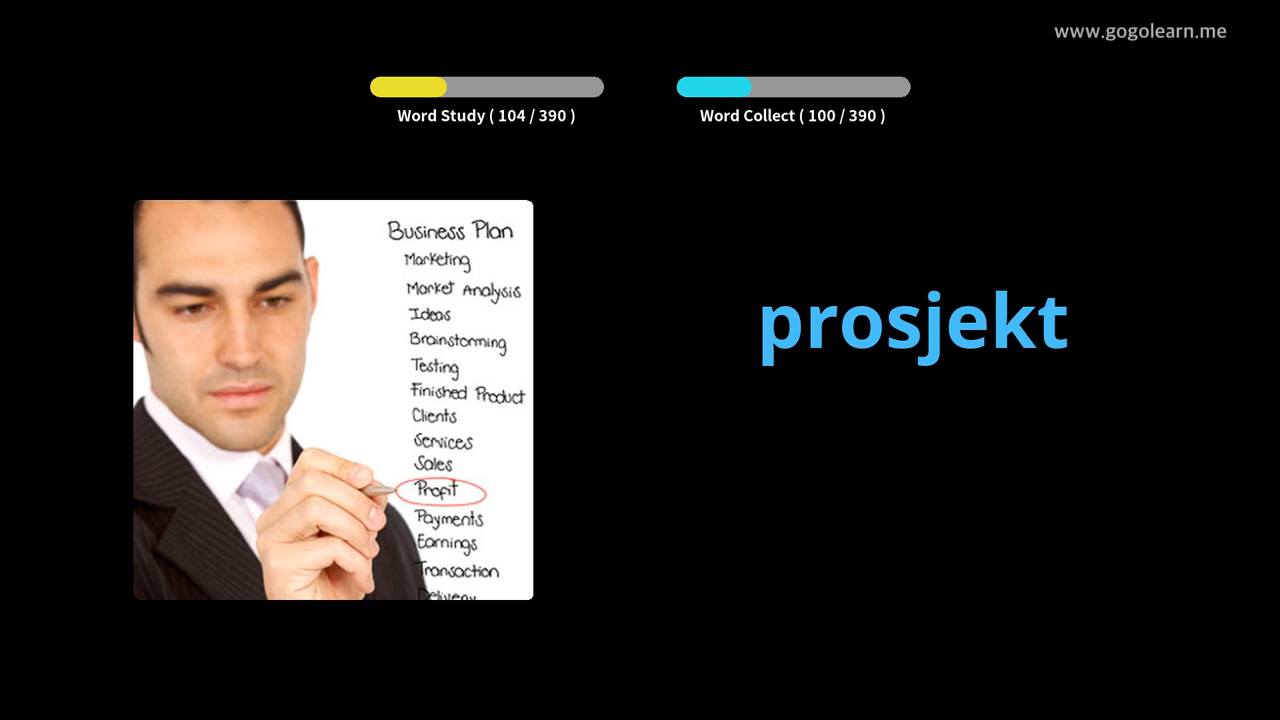 www.gogolearn.me
Word Study ( 104 / 390 )
Word Collect ( 100 / 390 )
Business Plan
Marketing
Market Analysis
Ideas
Brainstorming
Testing
Finished Product
Clients
Services
Sales
Profit
Payments
Earnings
Transaction
Delivery
prosjekt